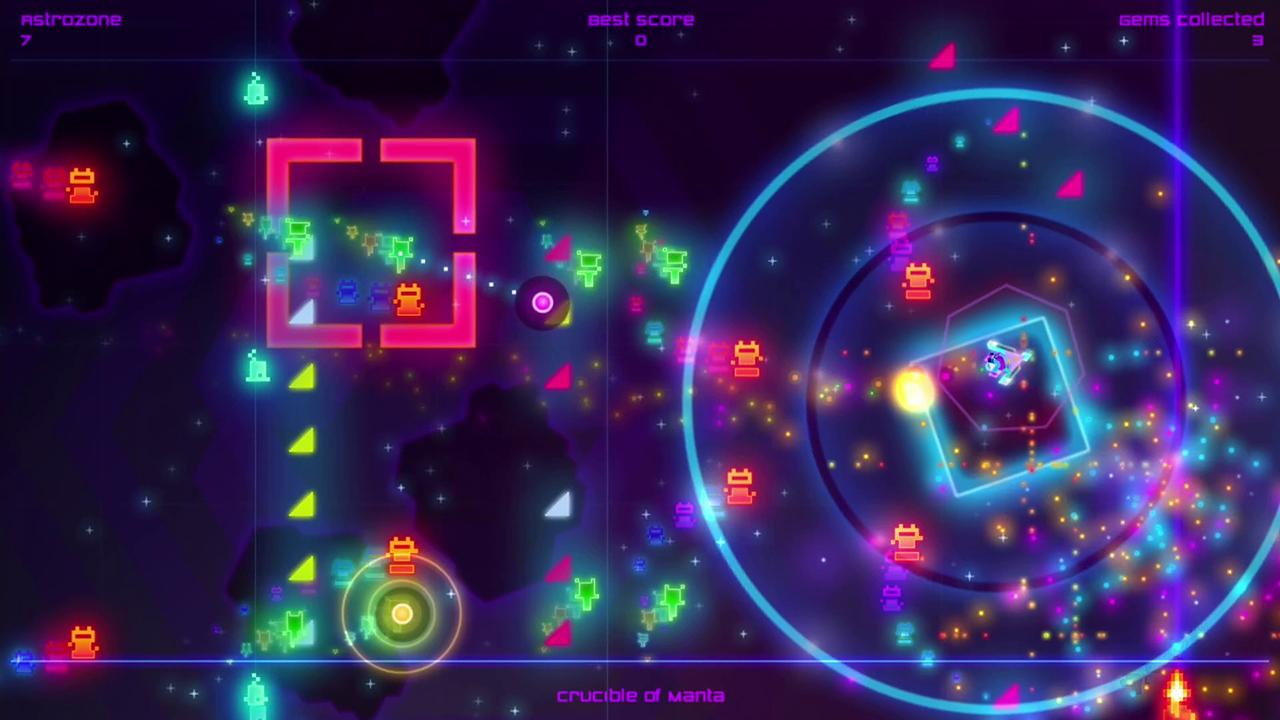 Astrozone
Best score
Gems collected
7
0
3
Crucible of Manta